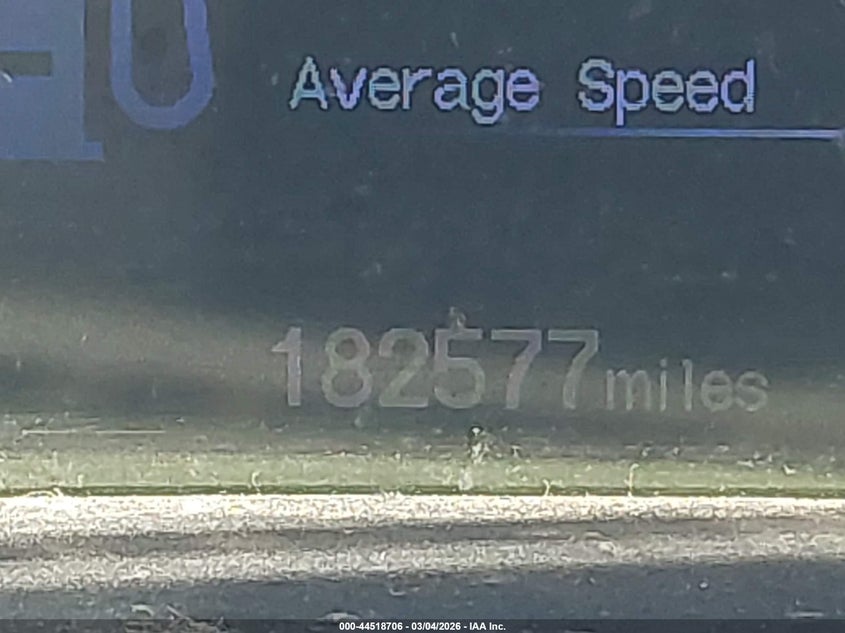 Average Speed
182577 miles
000-44518706 - 03/04/2026 - IAA Inc.